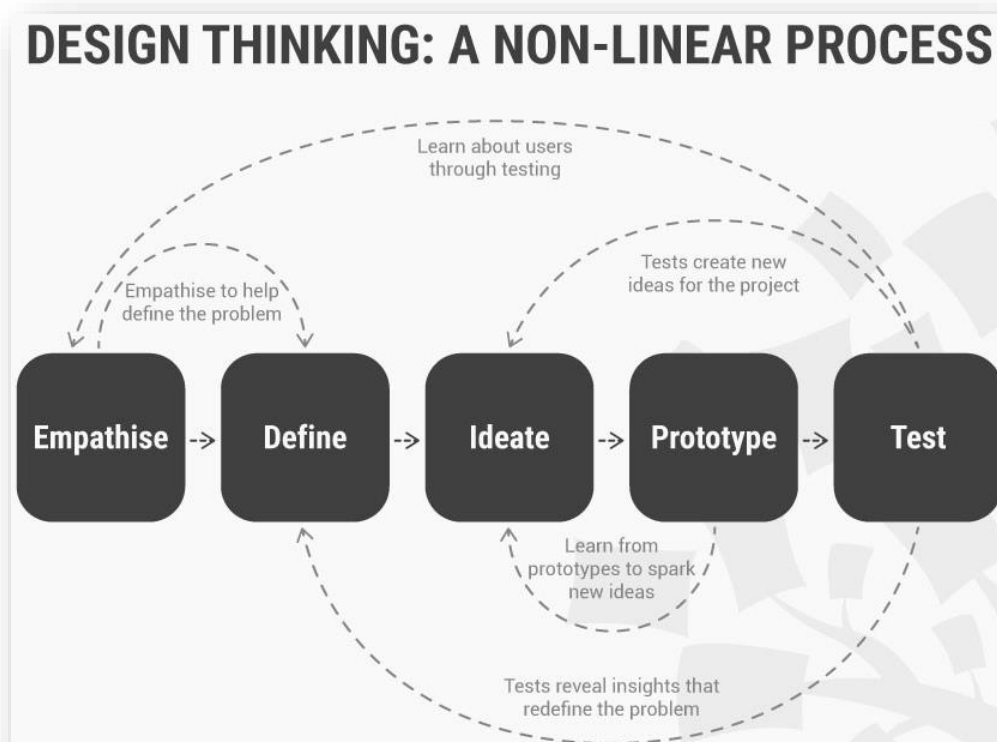 DESIGN THINKING: A NON-LINEAR PROCESS
Learn about users
through testing
Tests create new
ideas for the project
Empathise to help
define the problem
Empathise
Define
Ideate
Prototype
Test
Learn from
prototypes to spark
new ideas
Tests reveal insights that
redefine the problem